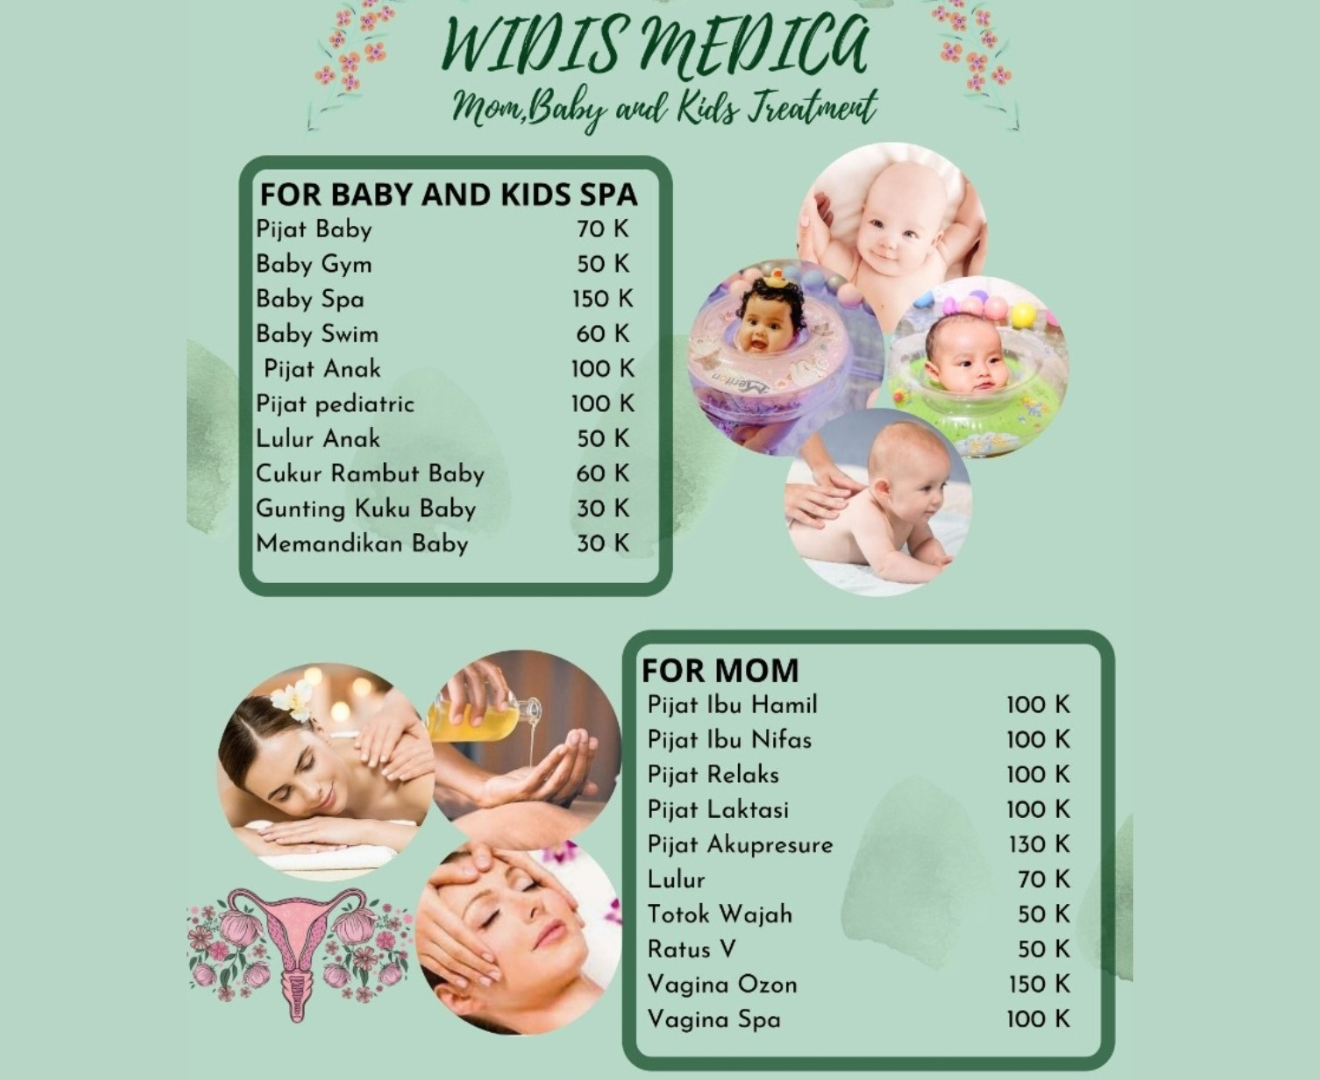 WIDIS MEDICA
Mom,Baby and Kids Treatment
FOR BABY AND KIDS SPA
Pijat Baby 70 K
Baby Gym 50 K
Baby Spa 150 K
Baby Swim 60 K
Pijat Anak 100 K
Pijat pediatric 100 K
Lulur Anak 50 K
Cukur Rambut Baby 60 K
Gunting Kuku Baby 30 K
Memandikan Baby 30 K
FOR MOM
Pijat Ibu Hamil 100 K
Pijat Ibu Nifas 100 K
Pijat Relaks 100 K
Pijat Laktasi 100 K
Pijat Akupresure 130 K
Lulur 70 K
Totok Wajah 50 K
Ratus V 50 K
Vagina Ozon 150 K
Vagina Spa 100 K